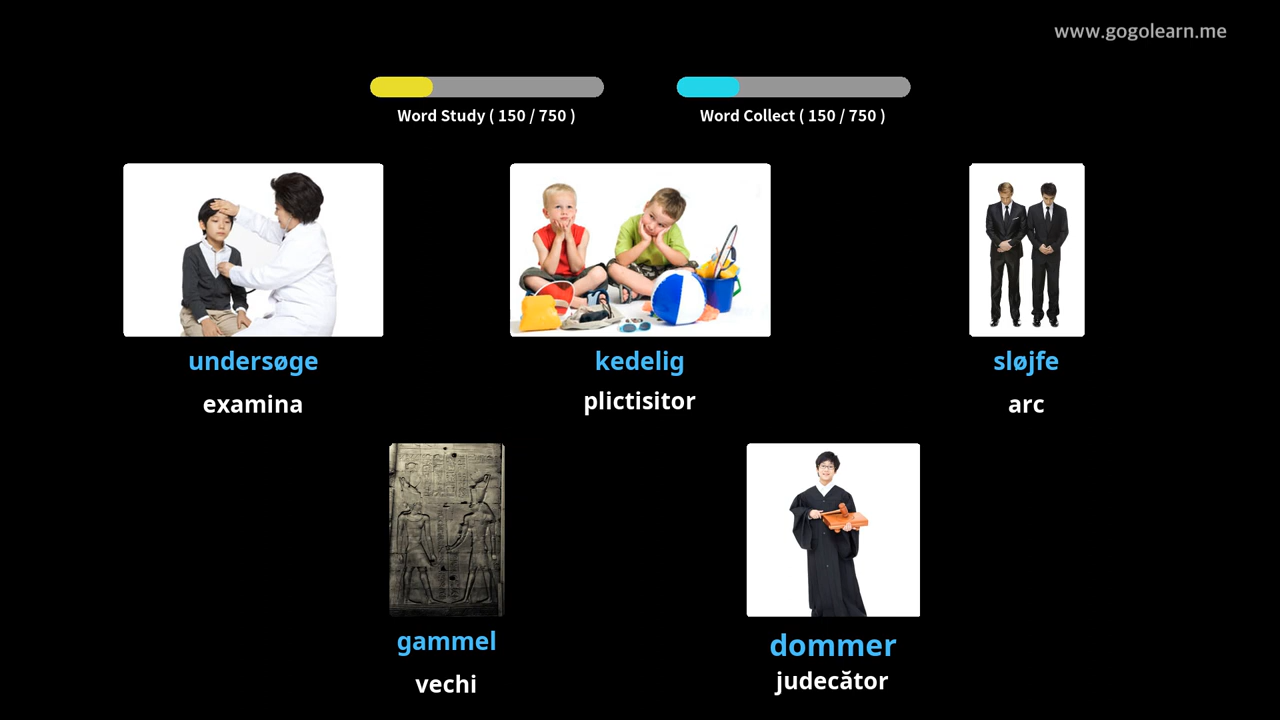 www.gogolearn.me
Word Study ( 150 / 750 )
Word Collect ( 150 / 750 )
undersøge
examina
kedelig
plictisitor
sløjfe
arc
gammel
vechi
dommer
judecător